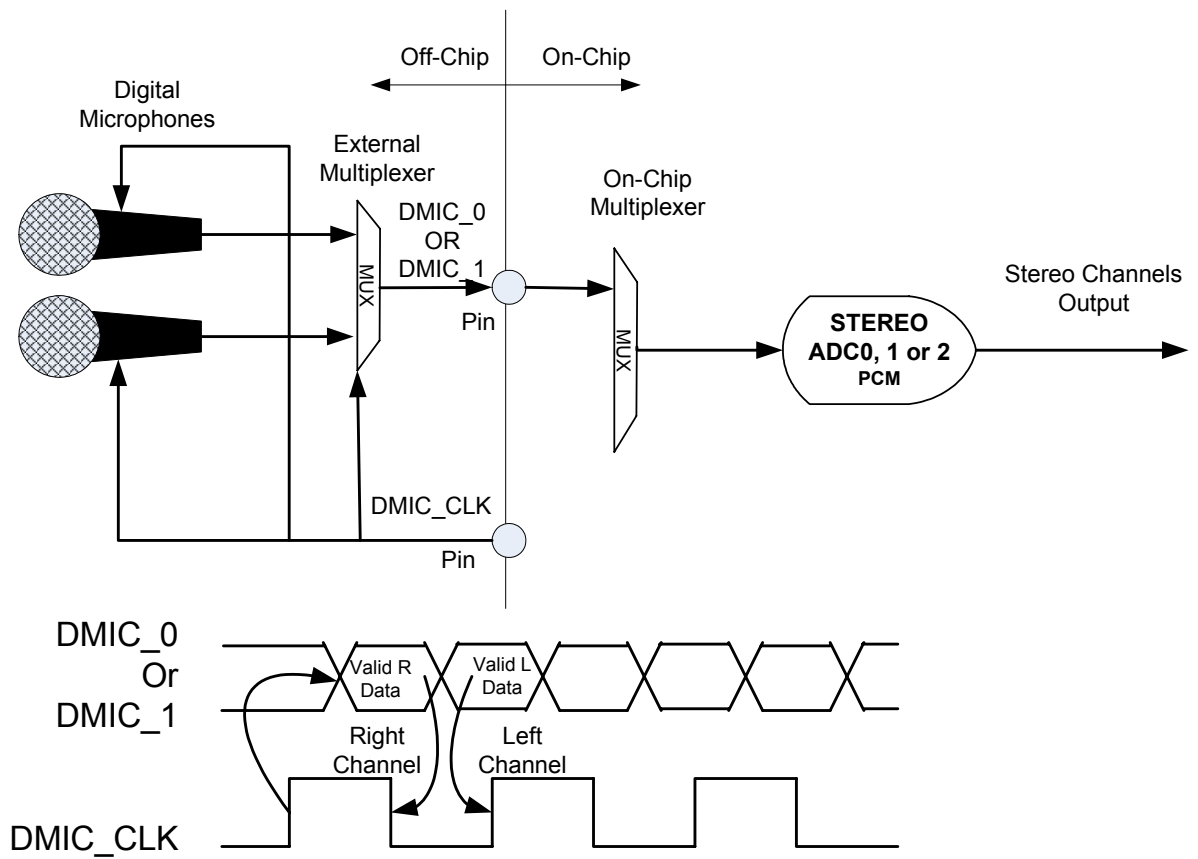 Off-Chip
On-Chip
Digital
Microphones
External
Multiplexer
DMIC_0
OR
DMIC_1
MUX
Pin
On-Chip
Multiplexer
MUX
STEREO
ADC0, 1 or 2
PCM
Stereo Channels
Output
DMIC_CLK
Pin
DMIC_0
Or
DMIC_1
Valid R
Data
Valid L
Data
Right
Channel
Left
Channel
DMIC_CLK